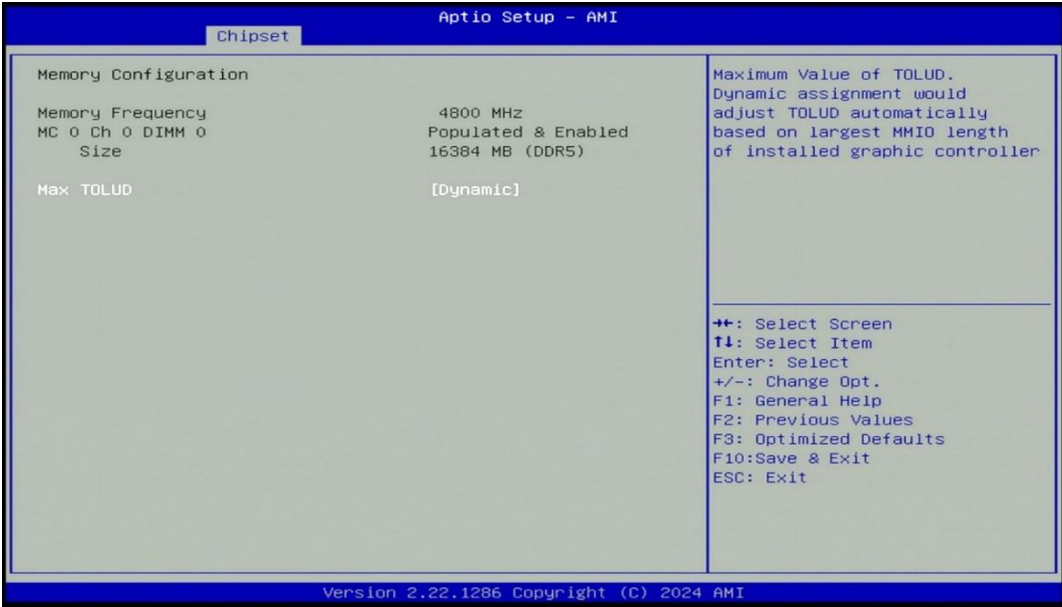 Aptio Setup – AMI
Chipset
Memory Configuration
Memory Frequency 4800 MHz
MC 0 Ch 0 DIMM 0 Populated & Enabled
Size 16384 MB (DDR5)
Max TOLUD [Dynamic]
Maximum Value of TOLUD.
Dynamic assignment would
adjust TOLUD automatically
based on largest MMIO length
of installed graphic controller
→←: Select Screen
↑↓: Select Item
Enter: Select
+/-: Change Opt.
F1: General Help
F2: Previous Values
F3: Optimized Defaults
F10:Save & Exit
ESC: Exit
Version 2.22.1286 Copyright (C) 2024 AMI